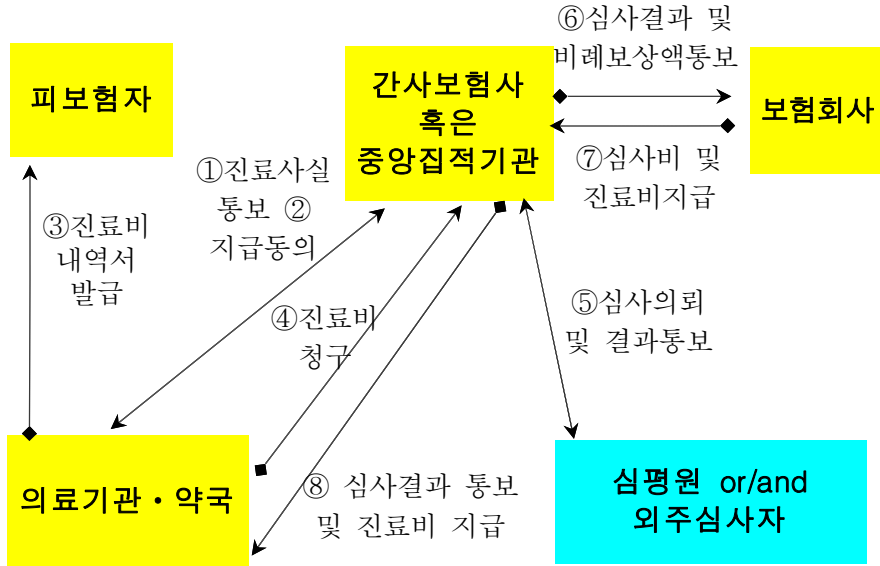 ⑥심사결과 및
비례보상액통보
피보험자
간사보험사
혹은
중앙집적기관
보험회사
①진료사실
통보 ②
지급동의
⑦심사비 및
진료비지급
③진료비
내역서
발급
④진료비
청구
⑤심사의뢰
및 결과통보
의료기관・약국
⑧ 심사결과 통보
및 진료비 지급
심평원 or/and
외주심사자